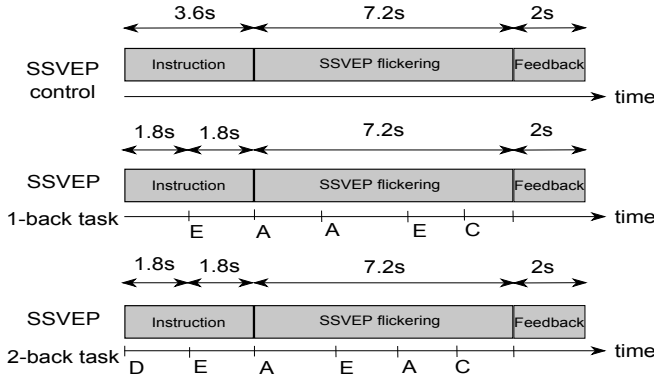 3.6s 7.2s 2s
SSVEP control Instruction SSVEP flickering Feedback
time
1.8s 1.8s 7.2s 2s
SSVEP Instruction SSVEP flickering Feedback
1-back task E A A E C time
1.8s 1.8s 7.2s 2s
SSVEP Instruction SSVEP flickering Feedback
2-back task D E A E A C time